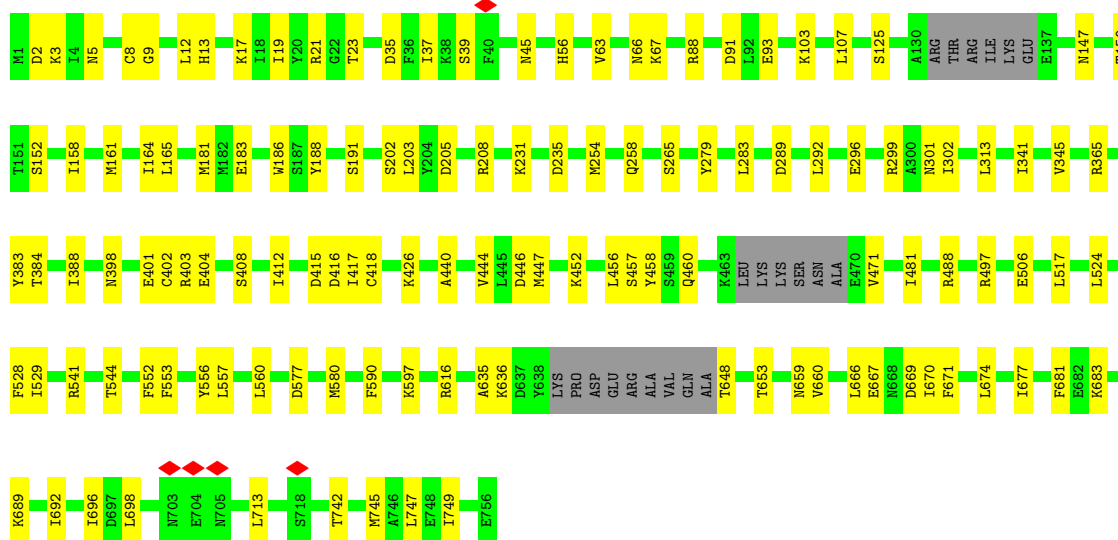 M1 D2 K3 I4 N5 C8 G9 L12 H13 K17 I18 I19 Y20 R21 G22 T23 D35 F36 I37 K38 S39 F40 N45 H56 V63 N66 K67 R88 D91 L92 E93 K103 L107 S125 A130 ARG THR ARG ILE LYS GLU E137 N147
T151 S152 I158 M161 I164 L165 M181 M182 E183 W186 S187 Y188 S191 S202 L203 Y204 D205 R208 K231 D235 M254 Q258 S265 Y279 L283 D289 L292 E296 R299 A300 N301 I302 L313 I341 V345 R365
Y383 T384 I388 N398 E401 C402 R403 E404 S408 I412 D415 D416 I417 C418 K426 A440 V444 L445 D446 M447 K452 L456 S457 Y458 S459 Q460 K463 LEU LYS LYS SER ASN ALA E470 V471 I481 R488 R497 E506 L517 L524
F528 I529 R541 T544 F552 F553 Y556 L557 L560 D577 M580 F590 K597 R616 A635 K636 D637 Y638 LYS PRO ASP GLU ARG ALA VAL GLN ALA T648 T653 N659 V660 L666 E667 N668 D669 I670 F671 L674 I677 F681 E682 K683
K689 I692 I696 D697 L698 N703 E704 N705 L713 S718 T742 M745 A746 L747 E748 I749 E756